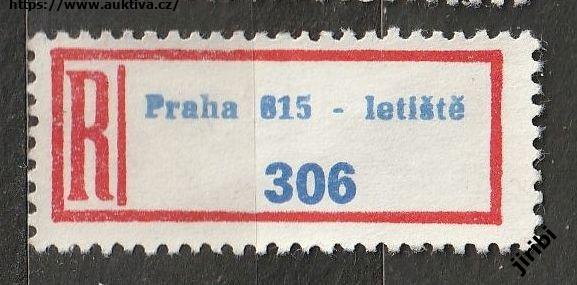 https://www.auktiva.cz/
R
Praha 615 - letiště
306
jiribi